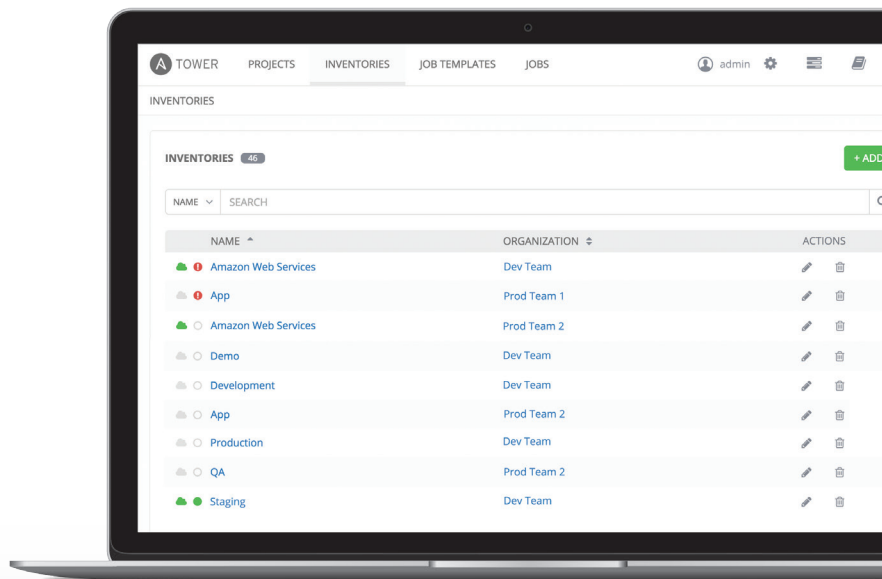 A TOWER PROJECTS INVENTORIES JOB TEMPLATES JOBS admin
INVENTORIES
INVENTORIES 46
+ ADD
NAME SEARCH
NAME ORGANIZATION ACTIONS
Amazon Web Services Dev Team
App Prod Team 1
Amazon Web Services Prod Team 2
Demo Dev Team
Development Dev Team
App Prod Team 2
Production Dev Team
QA Prod Team 2
Staging Dev Team